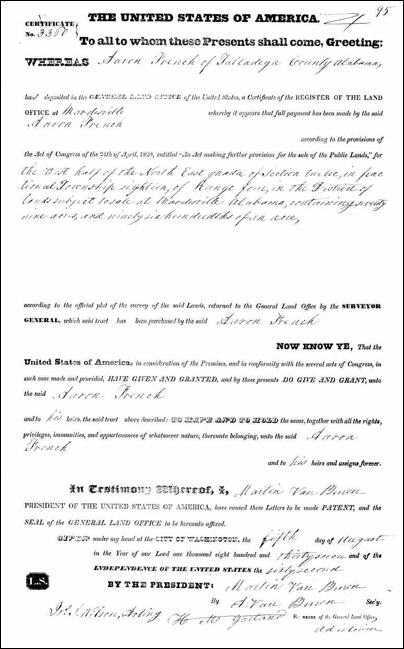 95
4
THE UNITED STATES OF AMERICA.
CERTIFICATE
No. 3360
To all to whom these Presents shall come, Greeting:
WHEREAS Aaron French of Talladega County Alabama,
hath deposited in the GENERAL LAND OFFICE of the United States, a Certificate of the REGISTER OF THE LAND
OFFICE at Mardisville whereby it appears that full payment has been made by the said
Aaron French
according to the provisions of
the Act of Congress of the 24th of April, 1820, entitled "An Act making further provision for the sale of the Public Lands," for
the West half of the North East quarter of Section twelve, in frac
tional Township eighteen, of Range four, in the District of
lands subject to sale at Mardisville Alabama, containing seventy
nine acres, and ninety six hundredths of an acre,
according to the official plot of the survey of the said Lands, returned to the General Land Office by the SURVEYOR
GENERAL, which said tract has been purchased by the said Aaron French
NOW KNOW YE, That the
United States of America, in consideration of the Premises, and in conformity with the several acts of Congress, in
such case made and provided, HAVE GIVEN AND GRANTED, and by these presents DO GIVE AND GRANT, unto
the said Aaron French
and to his heirs, the said tract above described: TO HAVE AND TO HOLD the same, together with all the rights,
privileges, immunities, and appurtenances of whatsoever nature, thereunto belonging, unto the said Aaron
French
and to his heirs and assigns forever.
In Testimony Whereof, I, Martin Van Buren
PRESIDENT OF THE UNITED STATES OF AMERICA, have caused these Letters to be made PATENT, and the
SEAL of the GENERAL LAND OFFICE to be hereunto affixed.
GIVEN under my hand at the CITY OF WASHINGTON, the fifth day of August
in the Year of our Lord one thousand eight hundred and thirty seven and of the
INDEPENDENCE OF THE UNITED STATES the sixty second
L.S.
BY THE PRESIDENT: Martin Van Buren
By A Van Buren Sec'y.
Jos. S. Wilson, Acting H. M. Garland RECORDER of the General Land Office,
ad interim